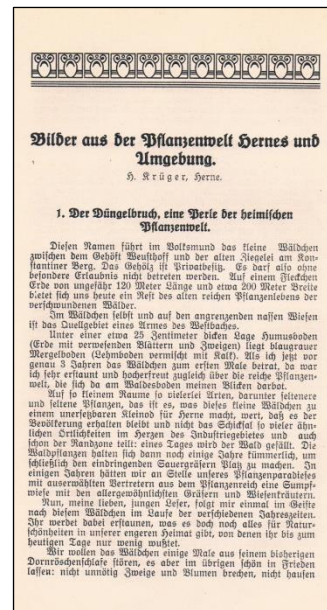 Bilder aus der Pflanzenwelt Hernes und
Umgebung.
H. Krüger, Herne.
1. Der Düngelbruch, eine Perle der heimischen
Pflanzenwelt.
Diesen Namen führt im Volksmund das kleine Wäldchen
zwischen dem Gehöft Weusthoff und der alten Ziegelei am Kon-
stantiner Berg. Das Gehölz ist Privatbesitz. Es darf also ohne
besondere Erlaubnis nicht betreten werden. Auf einem Fleckchen
Erde von ungefähr 120 Meter Länge und etwa 200 Meter Breite
bietet sich uns heute ein Rest des alten reichen Pflanzenlebens der
verschwundenen Wälder.
Im Wäldchen selbst und auf den angrenzenden nassen Wiesen
ist das Quellgebiet eines Armes des Westbaches.
Unter einer etwa 25 Zentimeter dicken Lage Humusboden
(Erde mit verwesenden Blättern und Zweigen) liegt blaugrauer
Mergelboden (Lehmboden vermischt mit Kalk). Als ich jetzt vor
genau 3 Jahren das Wäldchen zum ersten Male betrat, da war
ich sehr erstaunt und hocherfreut zugleich über die reiche Pflanzen-
welt, die sich da am Waldesboden meinen Blicken darbot.
Auf so kleinem Raume so vielerlei Arten, darunter seltenere
und seltene Pflanzen, das ist es, was dieses kleine Wäldchen zu
einem unersetzbaren Kleinod für Herne macht, wert, daß es der
Bevölkerung erhalten bleibt und nicht das Schicksal so vieler ähn-
lichen Örtlichkeiten im Herzen des Industriegebietes und auch
schon der Randzone teilt: eines Tages wird der Wald gefällt. Die
Waldpflanzen halten sich dann noch einige Jahre kümmerlich, um
schließlich den eindringenden Sauergräsern Platz zu machen. In
einigen Jahren hätten wir an Stelle unseres Pflanzenparadieses
mit auserwählten Vertretern aus dem Pflanzenreich eine Sumpf-
wiese mit den allergewöhnlichsten Gräsern und Wiesenkräutern.
Nun, meine lieben, jungen Leser, folgt mir einmal im Geiste
nach diesem Wäldchen im Laufe der verschiedenen Jahreszeiten.
Ihr werdet dabei erstaunen, was es doch noch alles für Natur-
schönheiten in unserer engeren Heimat gibt, von denen ihr bis zum
heutigen Tage nur wenig wußtet.
Wir wollen das Wäldchen einige Male aus seinem bisherigen
Dornröschenschlafe stören, es aber im übrigen schön in Frieden
lassen: nicht unnötig Zweige und Blumen brechen, nicht hausen